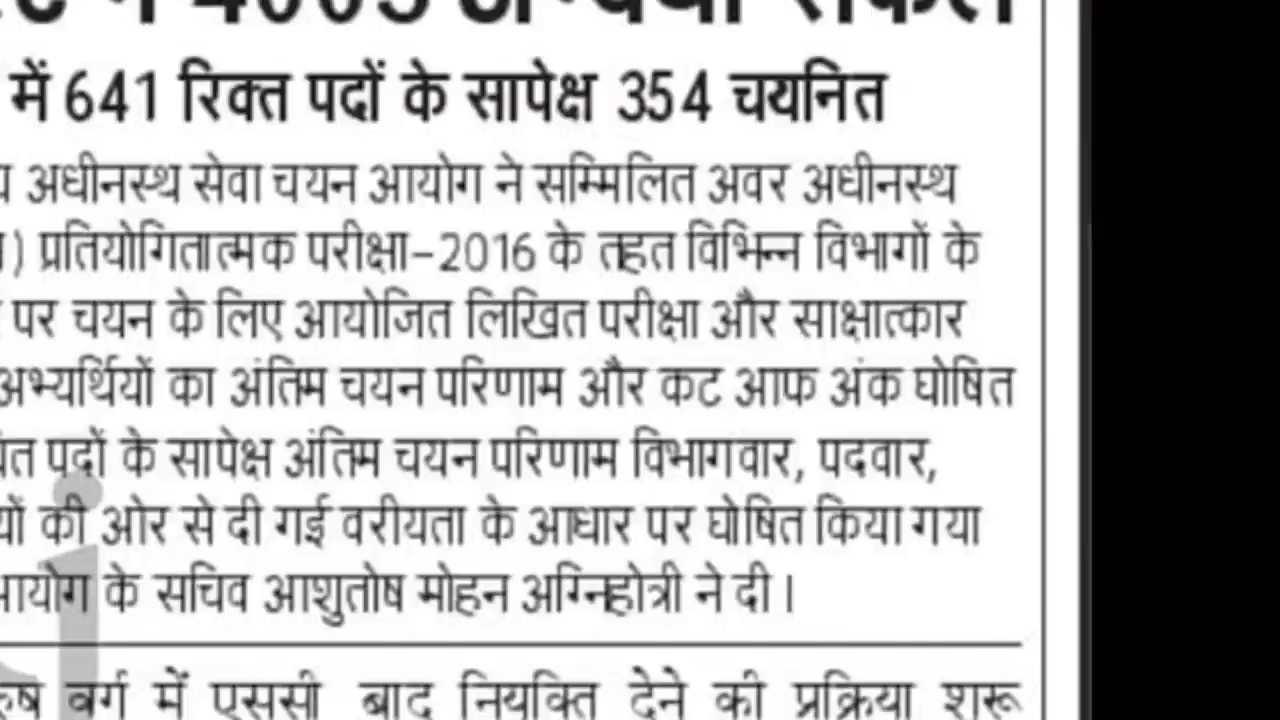 में 641 रिक्त पदों के सापेक्ष 354 चयनित
अधीनस्थ सेवा चयन आयोग ने सम्मिलित अवर अधीनस्थ
) प्रतियोगितात्मक परीक्षा-2016 के तहत विभिन्न विभागों के
पर चयन के लिए आयोजित लिखित परीक्षा और साक्षात्कार
अभ्यर्थियों का अंतिम चयन परिणाम और कट आफ अंक घोषित
पदों के सापेक्ष अंतिम चयन परिणाम विभागवार, पदवार,
की ओर से दी गई वरीयता के आधार पर घोषित किया गया
के सचिव आशुतोष मोहन अग्निहोत्री ने दी।
वर्ग में एससी बाद नियुक्ति देने की प्रक्रिया शुरू